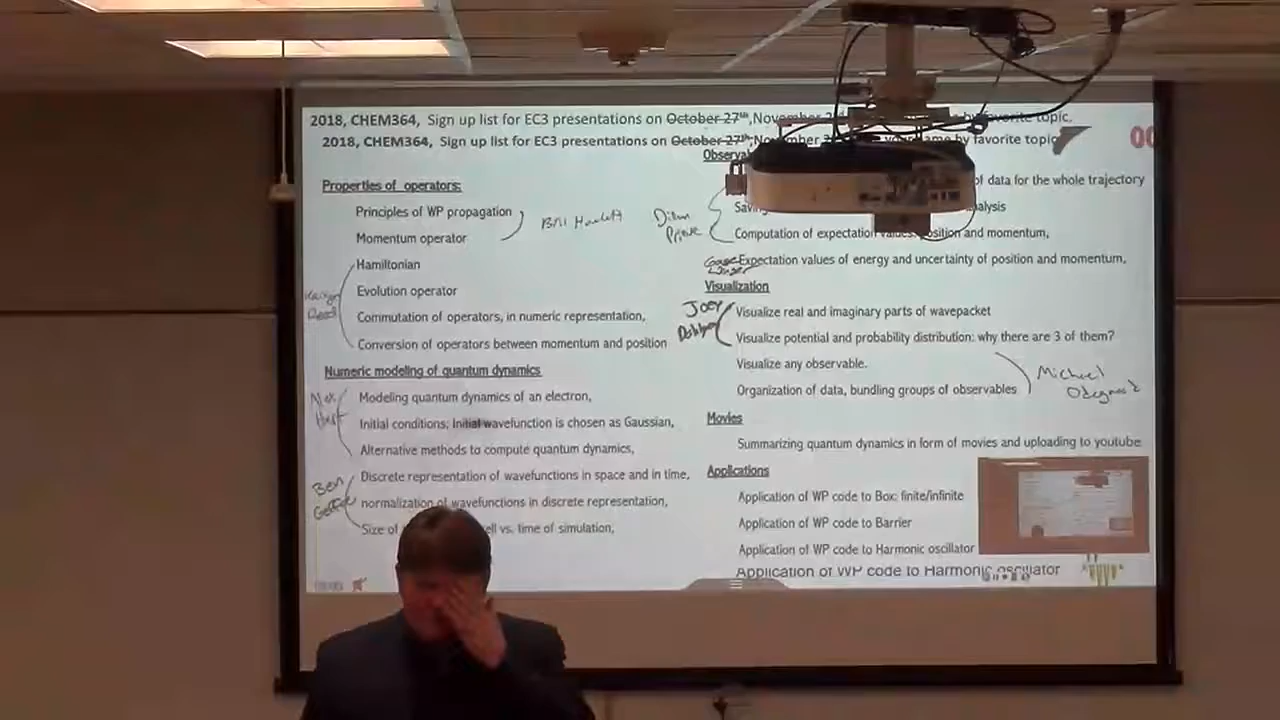 2018, CHEM364, Sign up list for EC3 presentations on October 27th, November by favorite topic.
2018, CHEM364, Sign up list for EC3 presentations on October 27th, November by favorite topic
Properties of operators:
Principles of WP propagation
Momentum operator
Hamiltonian
Evolution operator
Commutation of operators, in numeric representation,
Conversion of operators between momentum and position
Numeric modeling of quantum dynamics
Modeling quantum dynamics of an electron,
Initial conditions; Initial wavefunction is chosen as Gaussian,
Alternative methods to compute quantum dynamics,
Ben
Discrete representation of wavefunctions in space and in time,
normalization of wavefunctions in discrete representation,
Size of cell vs. time of simulation,
of data for the whole trajectory
Computation of expectation values: position and momentum,
Expectation values of energy and uncertainty of position and momentum,
Visualization
Joey
Visualize real and imaginary parts of wavepacket
Visualize potential and probability distribution: why there are 3 of them?
Visualize any observable.
Organization of data, bundling groups of observables
Michael
Movies
Summarizing quantum dynamics in form of movies and uploading to youtube
Applications
Application of WP code to Box: finite/infinite
Application of WP code to Barrier
Application of WP code to Harmonic oscillator
Application of WP code to Harmonic oscillator